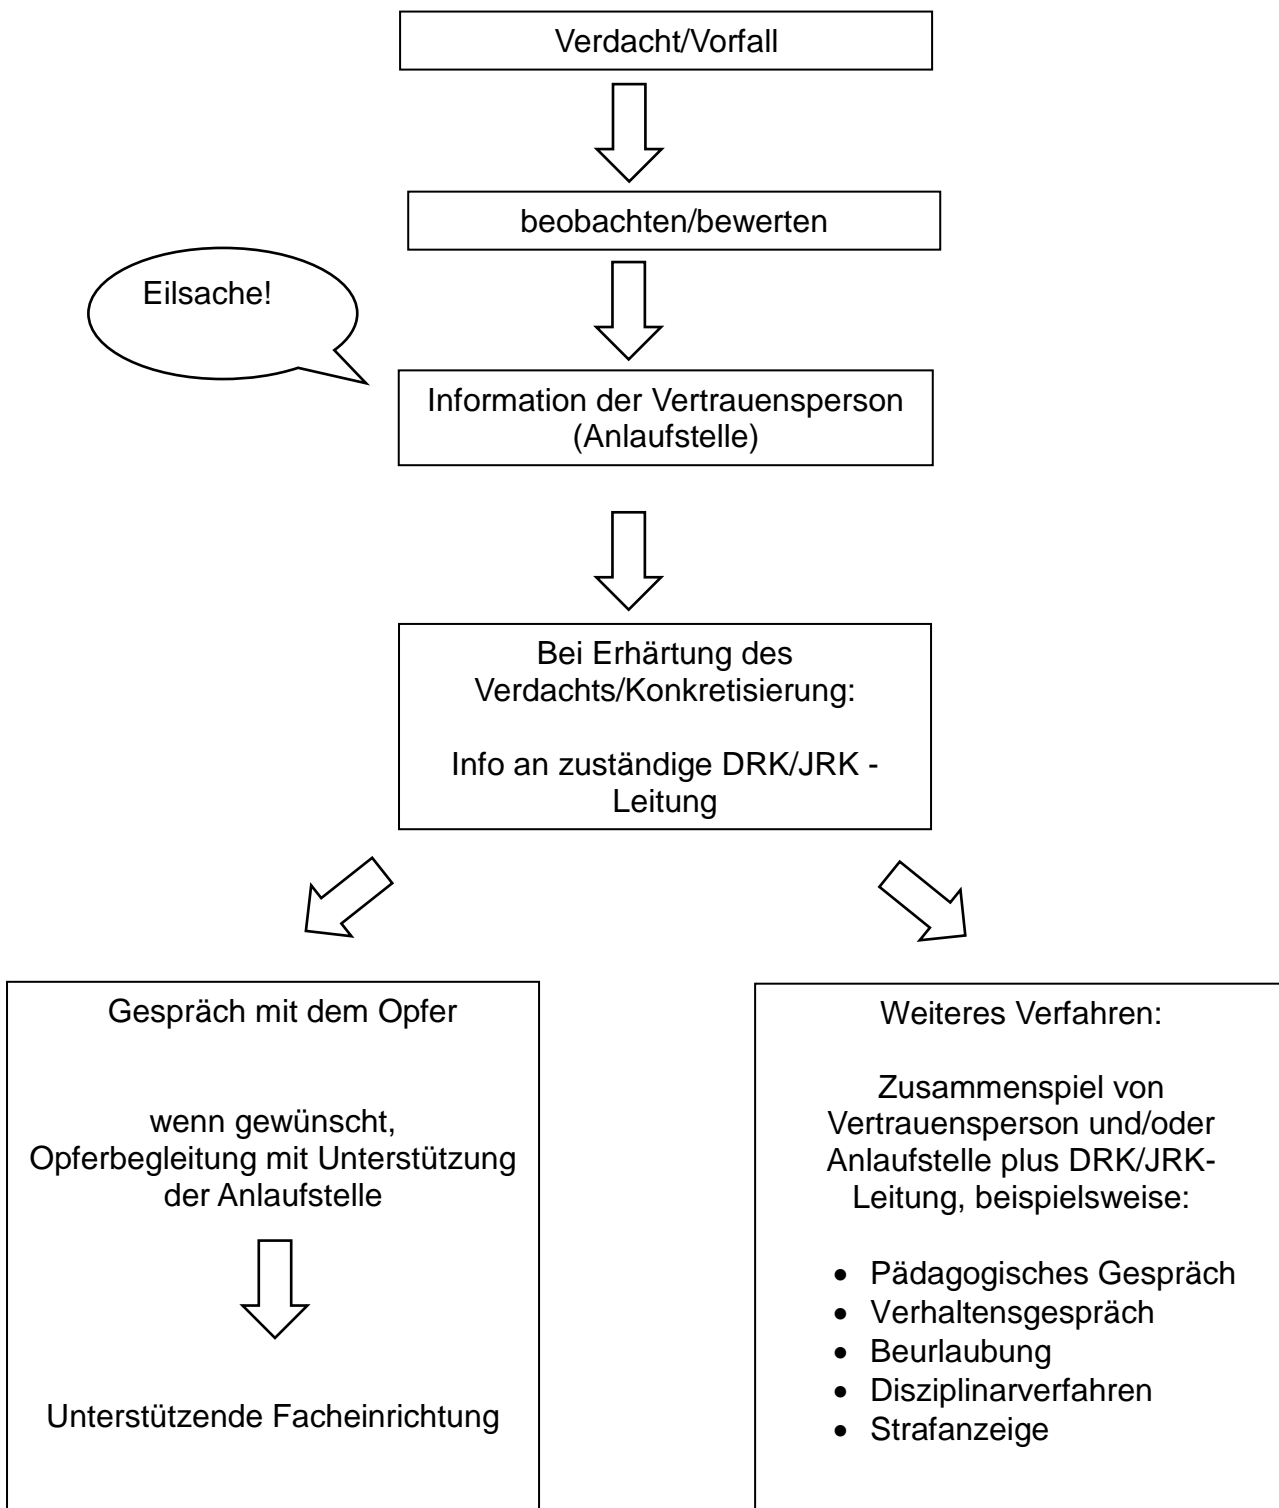 Verdacht/Vorfall
beobachten/bewerten
Eilsache!
Information der Vertrauensperson
(Anlaufstelle)
Bei Erhärtung des
Verdachts/Konkretisierung:
Info an zuständige DRK/JRK -
Leitung
Gespräch mit dem Opfer
wenn gewünscht,
Opferbegleitung mit Unterstützung
der Anlaufstelle
Unterstützende Facheinrichtung
Weiteres Verfahren:
Zusammenspiel von
Vertrauensperson und/oder
Anlaufstelle plus DRK/JRK-
Leitung, beispielsweise:
• Pädagogisches Gespräch
• Verhaltensgespräch
• Beurlaubung
• Disziplinarverfahren
• Strafanzeige